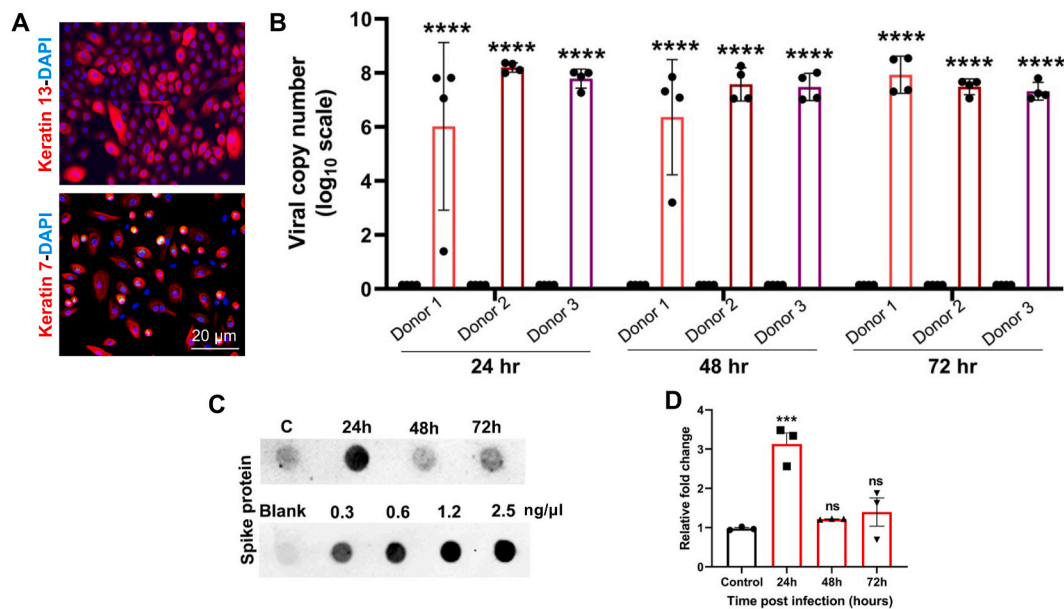 A
Keratin 13-DAPI
Keratin 7-DAPI
20 µm
B
Viral copy number
(log10 scale)
10
8
6
4
2
0
**** **** **** **** **** **** **** **** ****
Donor 1 Donor 2 Donor 3 Donor 1 Donor 2 Donor 3 Donor 1 Donor 2 Donor 3
24 hr 48 hr 72 hr
C
Spike protein
C 24h 48h 72h
Blank 0.3 0.6 1.2 2.5 ng/µl
D
Relative fold change
4
3
2
1
0
***
ns ns
Control 24h 48h 72h
Time post infection (hours)